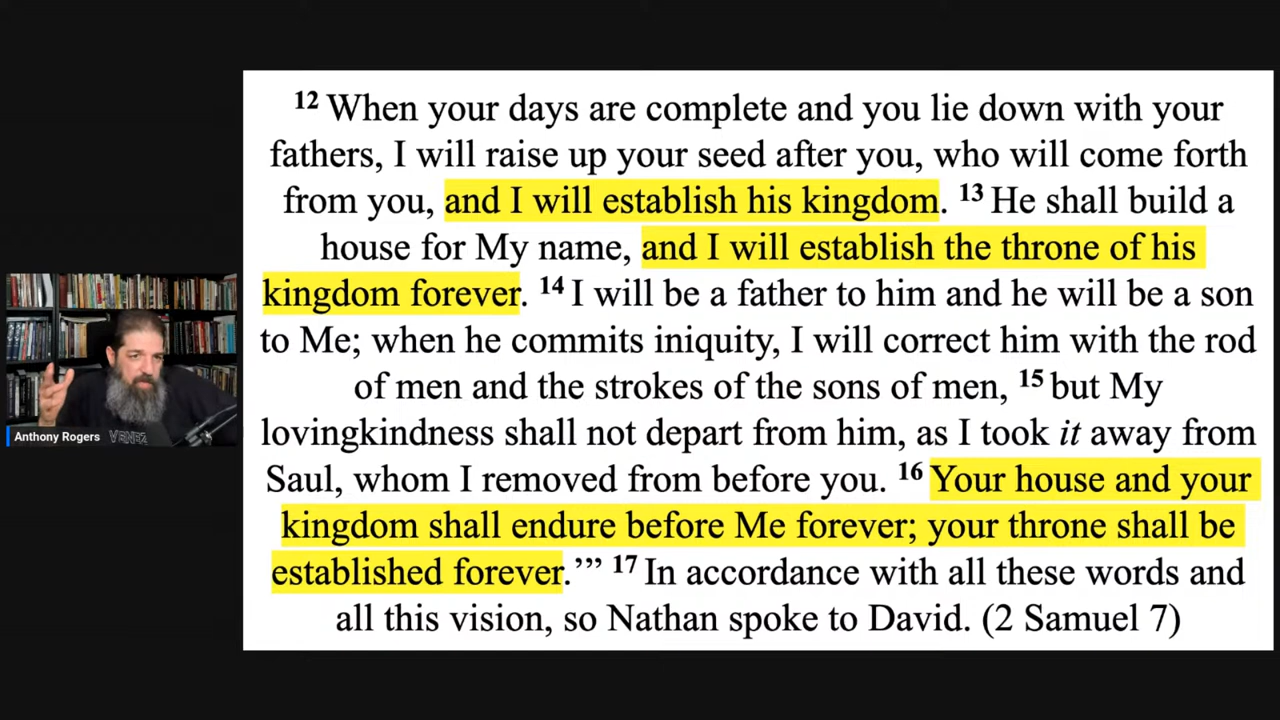 ¹² When your days are complete and you lie down with your
fathers, I will raise up your seed after you, who will come forth
from you, and I will establish his kingdom. ¹³ He shall build a
house for My name, and I will establish the throne of his
kingdom forever. ¹⁴ I will be a father to him and he will be a son
to Me; when he commits iniquity, I will correct him with the rod
of men and the strokes of the sons of men, ¹⁵ but My
lovingkindness shall not depart from him, as I took it away from
Saul, whom I removed from before you. ¹⁶ Your house and your
kingdom shall endure before Me forever; your throne shall be
established forever.’” ¹⁷ In accordance with all these words and
all this vision, so Nathan spoke to David. (2 Samuel 7)
Anthony Rogers